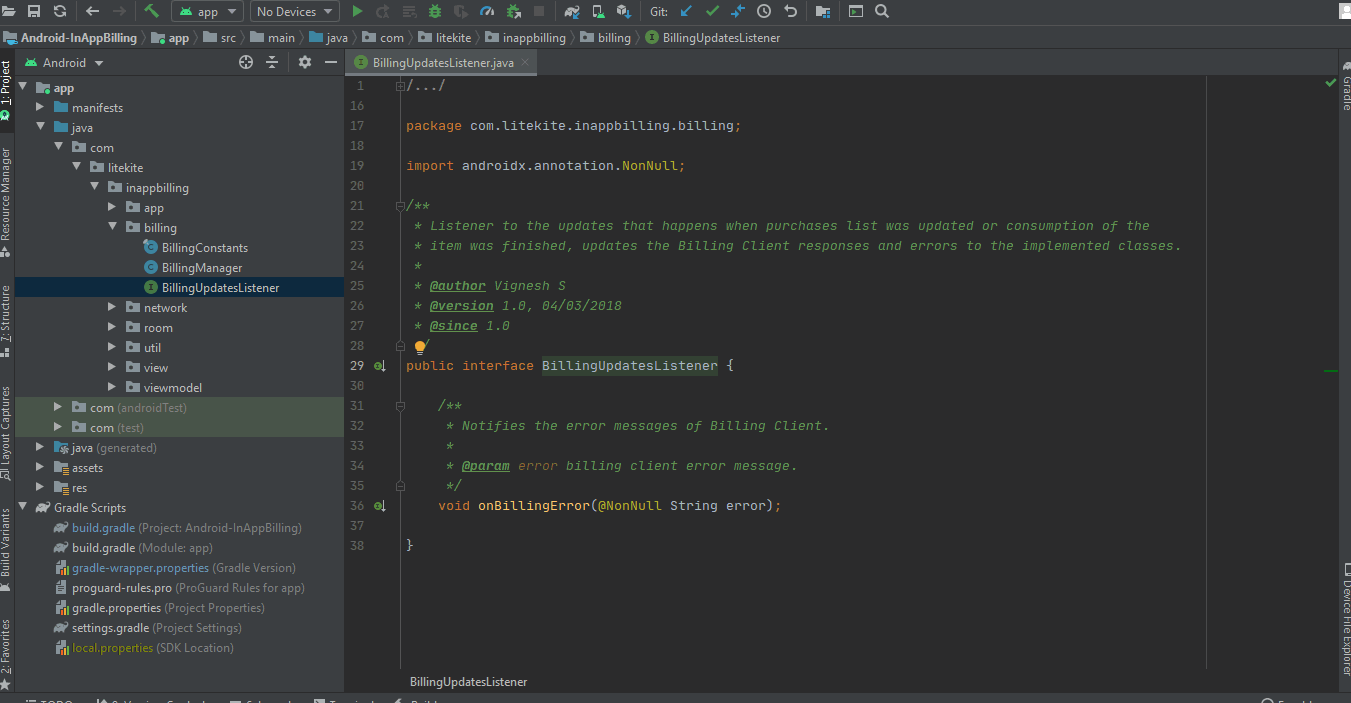 app
No Devices
Git:
Android-InAppBilling
app
src
main
java
com
litekite
inappbilling
billing
BillingUpdatesListener
1: Project
Resource Manager
7: Structure
Layout Captures
Build Variants
2: Favorites
Android
app
manifests
java
com
litekite
inappbilling
app
billing
BillingConstants
BillingManager
BillingUpdatesListener
network
room
util
view
viewmodel
com (androidTest)
com (test)
java (generated)
assets
res
Gradle Scripts
build.gradle (Project: Android-InAppBilling)
build.gradle (Module: app)
gradle-wrapper.properties (Gradle Version)
proguard-rules.pro (ProGuard Rules for app)
gradle.properties (Project Properties)
settings.gradle (Project Settings)
local.properties (SDK Location)
BillingUpdatesListener.java
1 /.../
16
17 package com.litekite.inappbilling.billing;
18
19 import androidx.annotation.NonNull;
20
21 /**
22 * Listener to the updates that happens when purchases list was updated or consumption of the
23 * item was finished, updates the Billing Client responses and errors to the implemented classes.
24 *
25 * @author Vignesh S
26 * @version 1.0, 04/03/2018
27 * @since 1.0
28 /
29 public interface BillingUpdatesListener {
30
31 /**
32 * Notifies the error messages of Billing Client.
33 *
34 * @param error billing client error message.
35 */
36 void onBillingError(@NonNull String error);
37
38 }
BillingUpdatesListener
Gradle
Device File Explorer